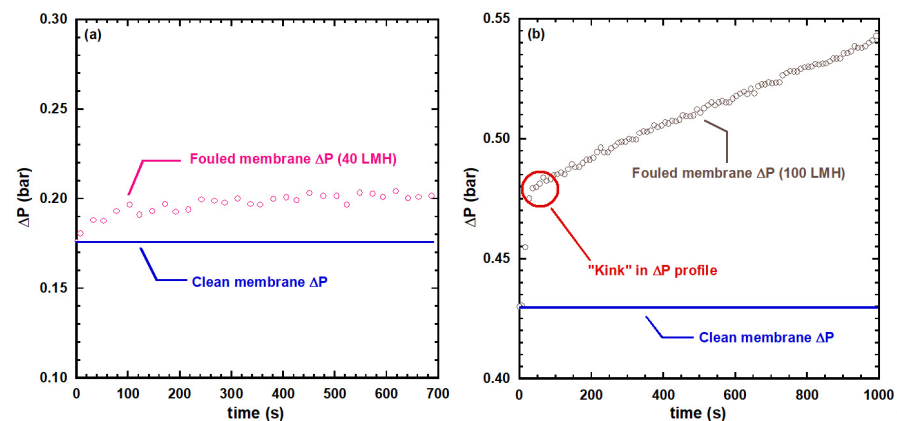 (a)
0.30
0.25
0.20
0.15
0.10
ΔP (bar)
Fouled membrane ΔP (40 LMH)
Clean membrane ΔP
0
100
200
300
400
500
600
700
time (s)
(b)
0.55
0.50
0.45
0.40
ΔP (bar)
Fouled membrane ΔP (100 LMH)
"Kink" in ΔP profile
Clean membrane ΔP
0
200
400
600
800
1000
time (s)